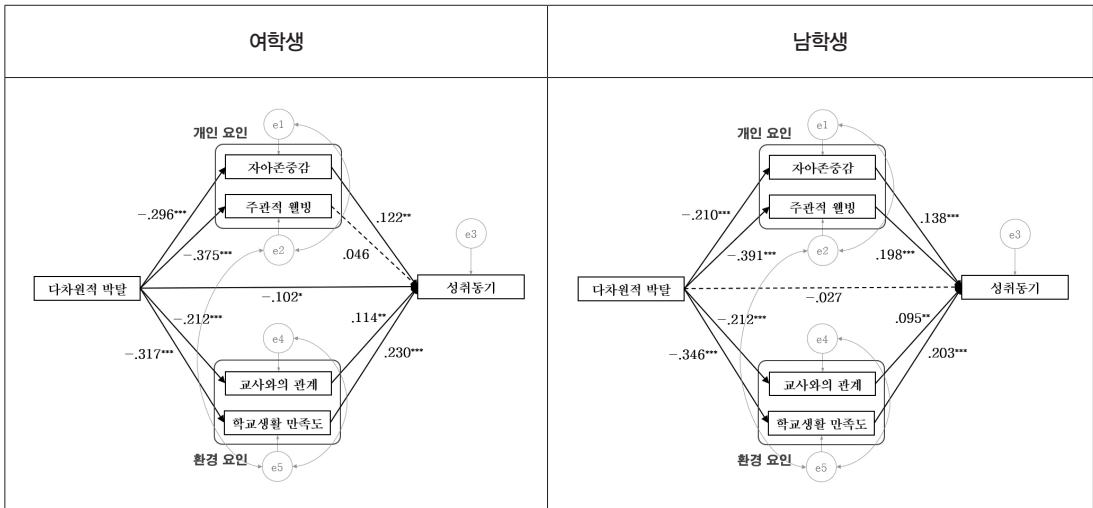 여학생
남학생
개인 요인
e1
자아존중감
주관적 웰빙
-.296***
-.375***
.122**
.046
e2
e3
다차원적 박탈
성취동기
-.102*
-.212***
-.317***
.114**
.230***
e4
교사와의 관계
학교생활 만족도
환경 요인
e5
개인 요인
e1
자아존중감
주관적 웰빙
-.210***
-.391***
.138***
.198***
e2
e3
다차원적 박탈
성취동기
-.027
-.212***
-.346***
.095**
.203***
e4
교사와의 관계
학교생활 만족도
환경 요인
e5